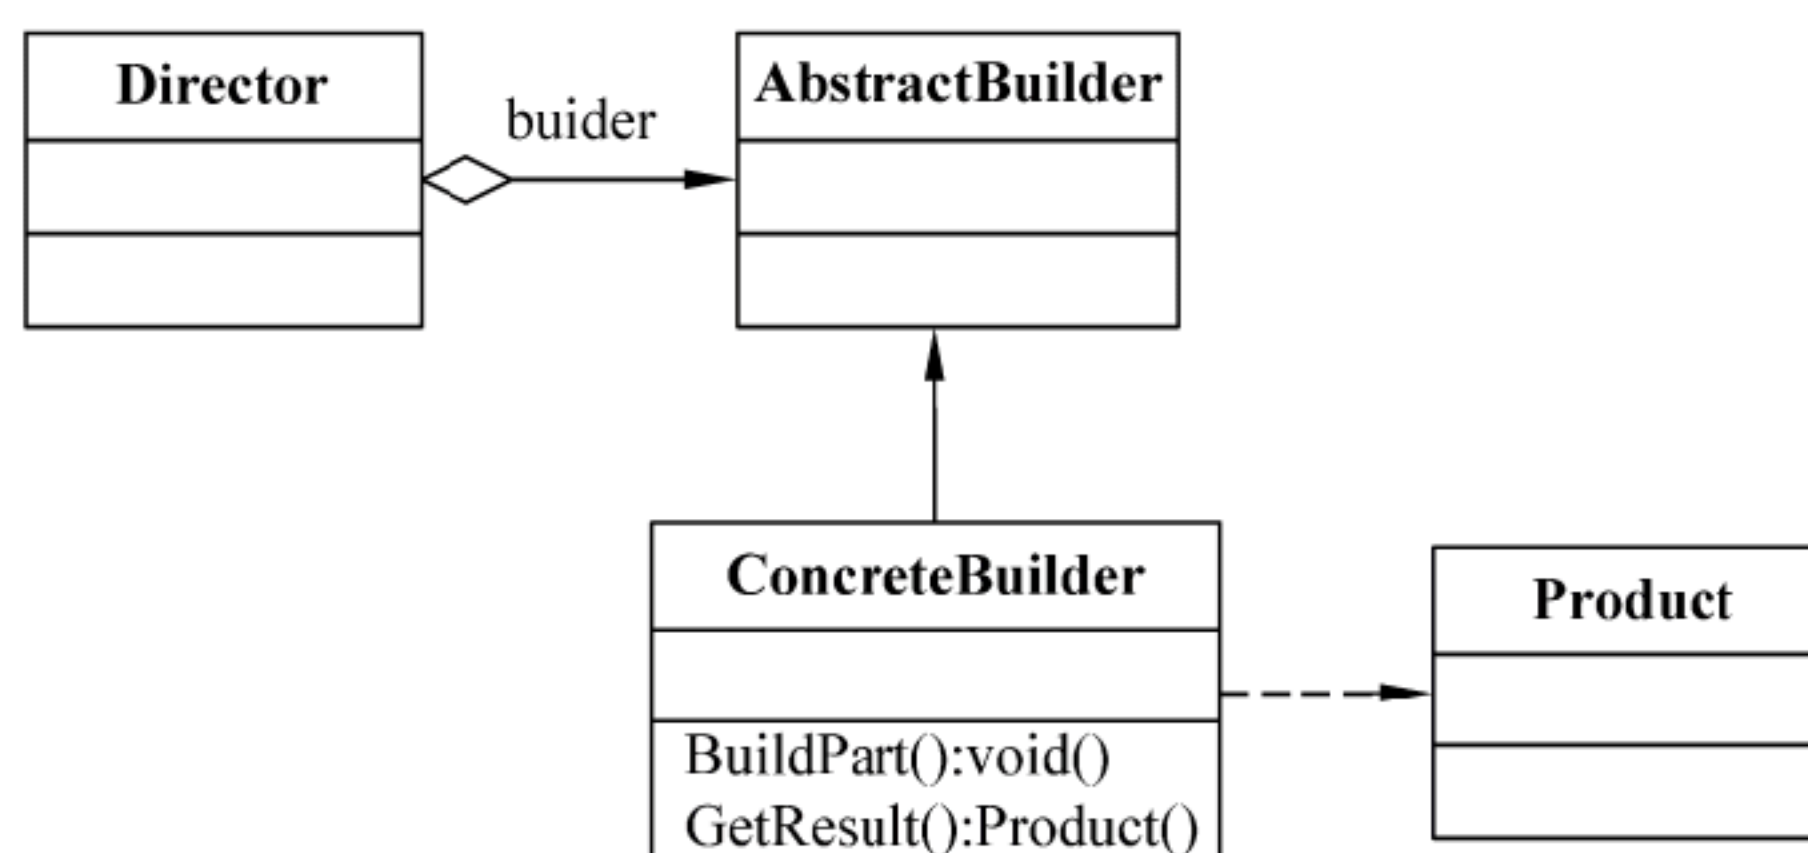 Director
buider
AbstractBuilder
ConcreteBuilder
Product
BuildPart():void()
GetResult():Product()